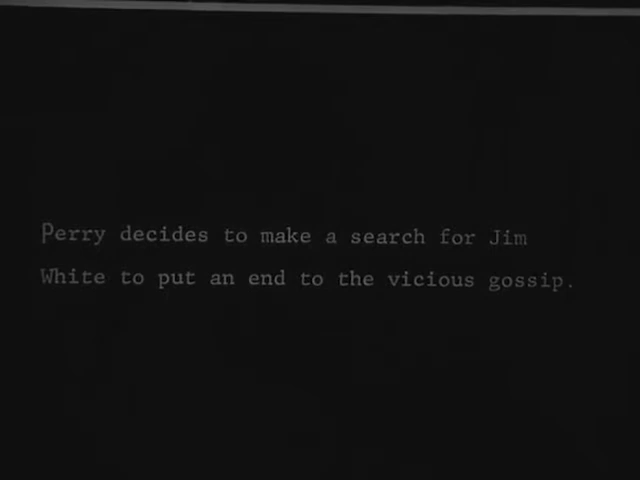 Perry decides to make a search for Jim
White to put an end to the vicious gossip.